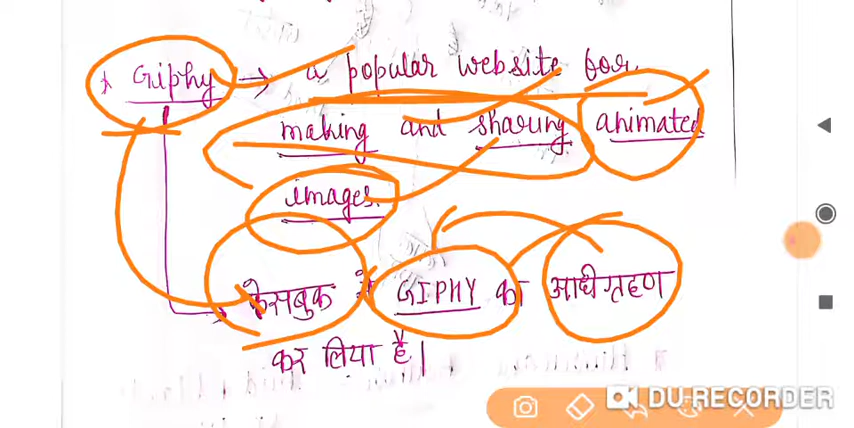 * Giphy → a popular website for
making and sharing animated
images.
फेसबुक ने GIPHY का अधिग्रहण
कर लिया है।
DU RECORDER